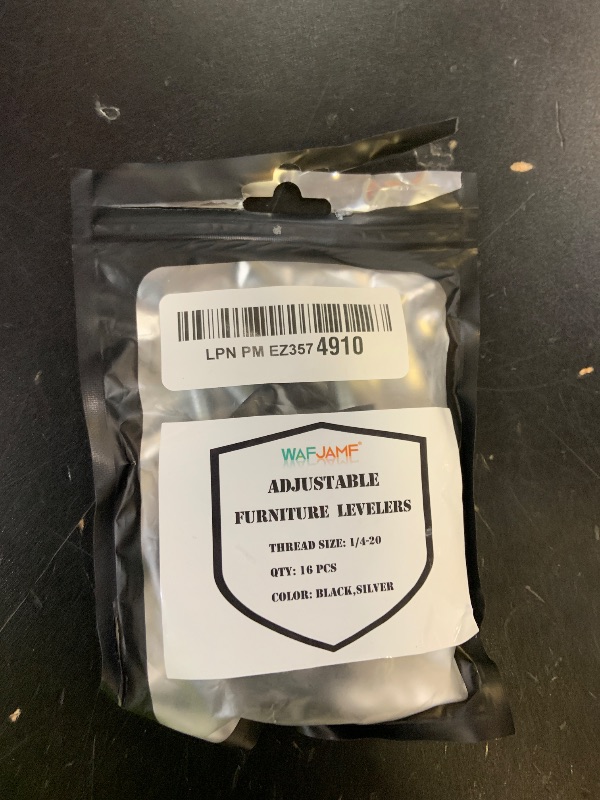 LPN PM EZ357 4910
WAFJAMF®
ADJUSTABLE
FURNITURE LEVELERS
THREAD SIZE: 1/4-20
QTY: 16 PCS
COLOR: BLACK,SILVER